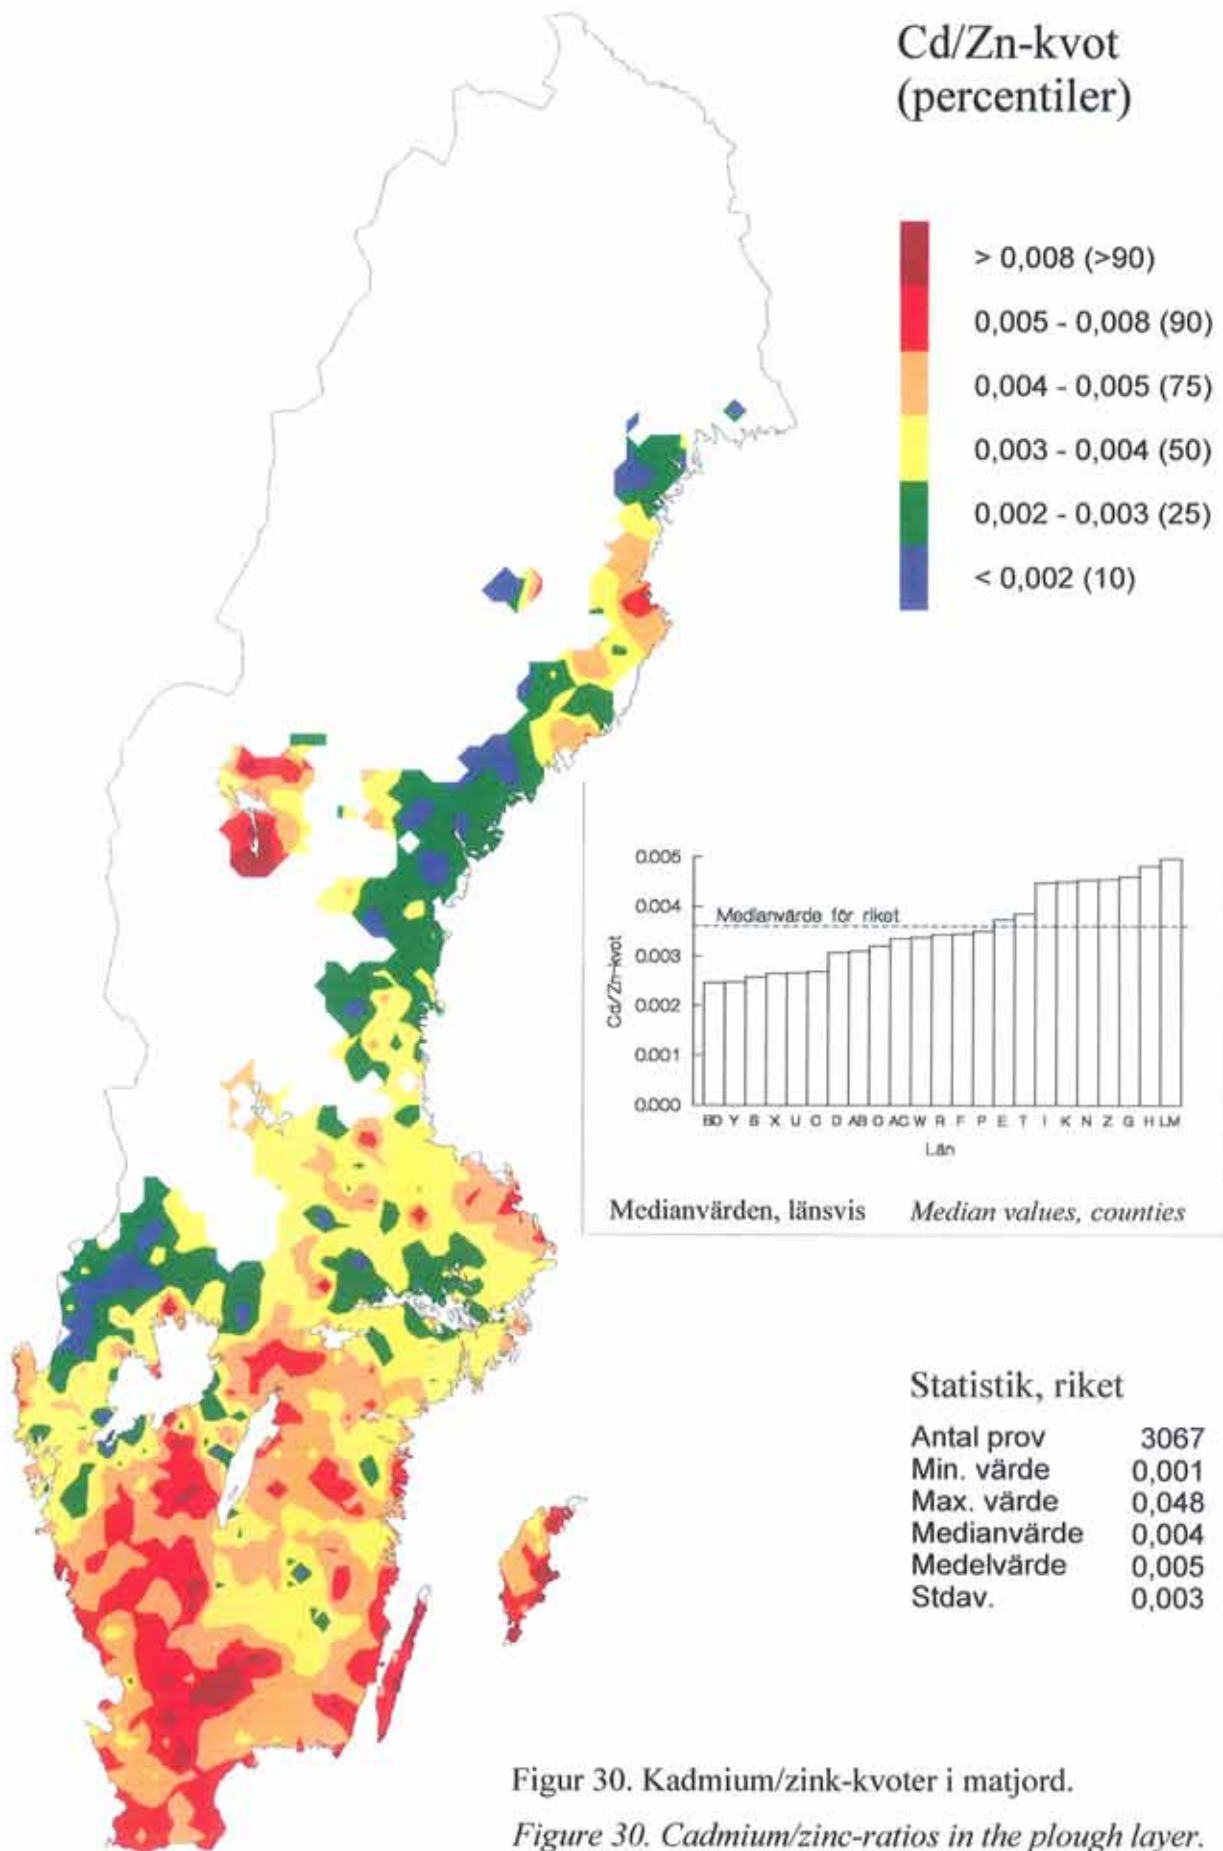 Cd/Zn-kvot
(percentiler)
> 0,008 (>90)
0,005 - 0,008 (90)
0,004 - 0,005 (75)
0,003 - 0,004 (50)
0,002 - 0,003 (25)
< 0,002 (10)
0.005
0.004
0.003
0.002
0.001
0.000
Cd/Zn-kvot
Medianvärde för riket
BD Y S X U C D AB O AC W R F P E T I K N Z G H LM
Län
Medianvärden, länsvis Median values, counties
Statistik, riket
Antal prov 3067
Min. värde 0,001
Max. värde 0,048
Medianvärde 0,004
Medelvärde 0,005
Stdav. 0,003
Figur 30. Kadmium/zink-kvoter i matjord.
Figure 30. Cadmium/zinc-ratios in the plough layer.